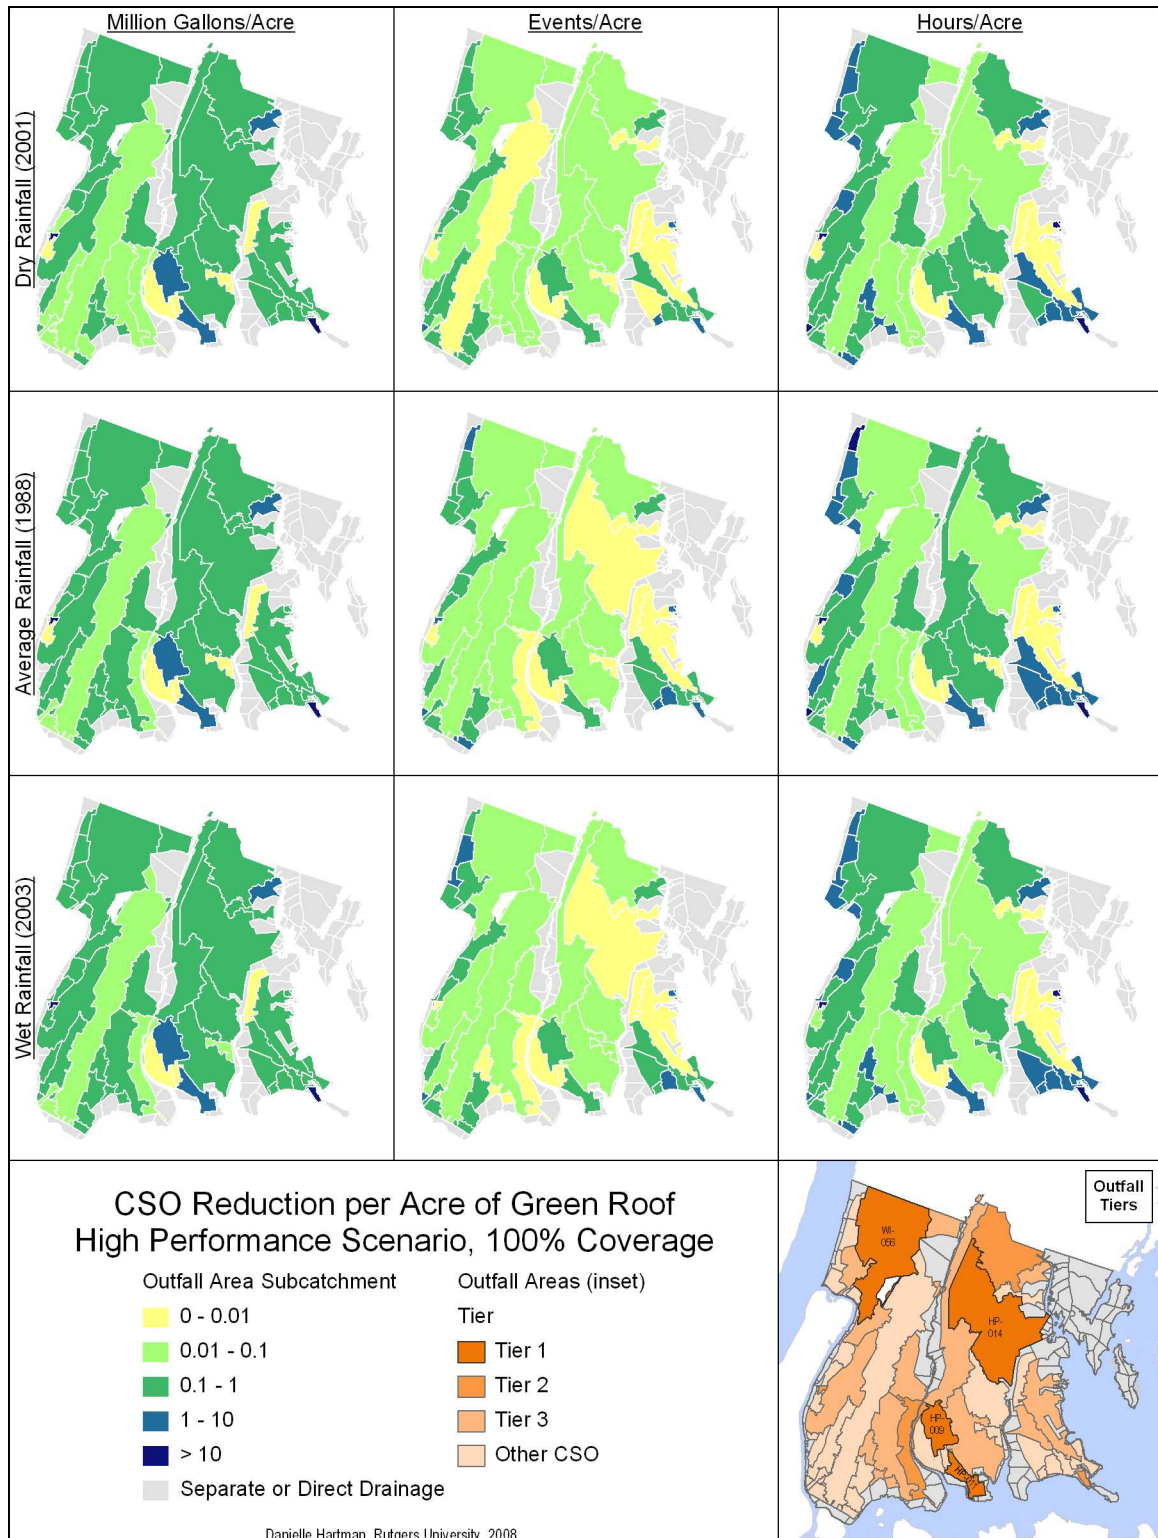 Million Gallons/Acre
Events/Acre
Hours/Acre
Dry Rainfall (2001)
Average Rainfall (1988)
Wet Rainfall (2003)
CSO Reduction per Acre of Green Roof
High Performance Scenario, 100% Coverage
Outfall Area Subcatchment
0 - 0.01
0.01 - 0.1
0.1 - 1
1 - 10
> 10
Separate or Direct Drainage
Outfall Areas (inset)
Tier
Tier 1
Tier 2
Tier 3
Other CSO
Danielle Hartman, Rutgers University, 2008
Outfall
Tiers
WI-
056
HP-
014
HP-
009